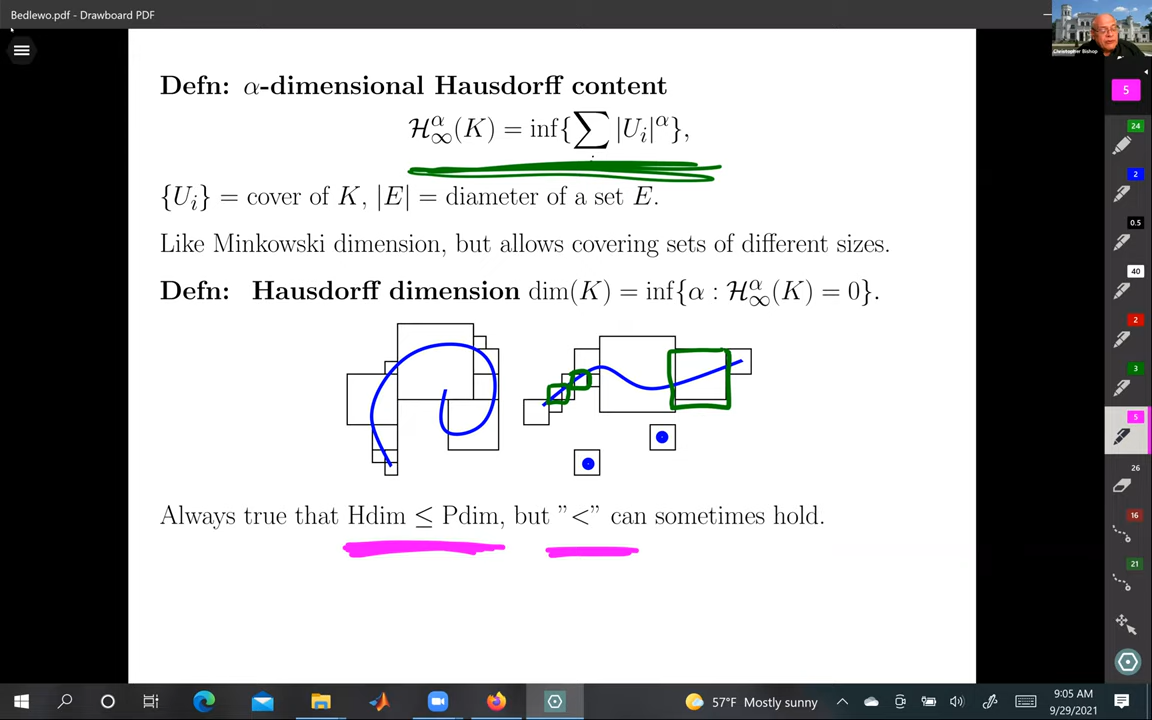 Bedlewo.pdf - Drawboard PDF
Christopher Bishop
Defn: α-dimensional Hausdorff content
ℋ^α_∞(K) = inf{∑ |U_i|^α},
{U_i} = cover of K, |E| = diameter of a set E.
Like Minkowski dimension, but allows covering sets of different sizes.
Defn: Hausdorff dimension dim(K) = inf{α : ℋ^α_∞(K) = 0}.
Always true that Hdim ≤ Pdim, but ”<” can sometimes hold.
5
24
2
0.5
40
2
3
5
26
16
21
57°F Mostly sunny
9:05 AM
9/29/2021